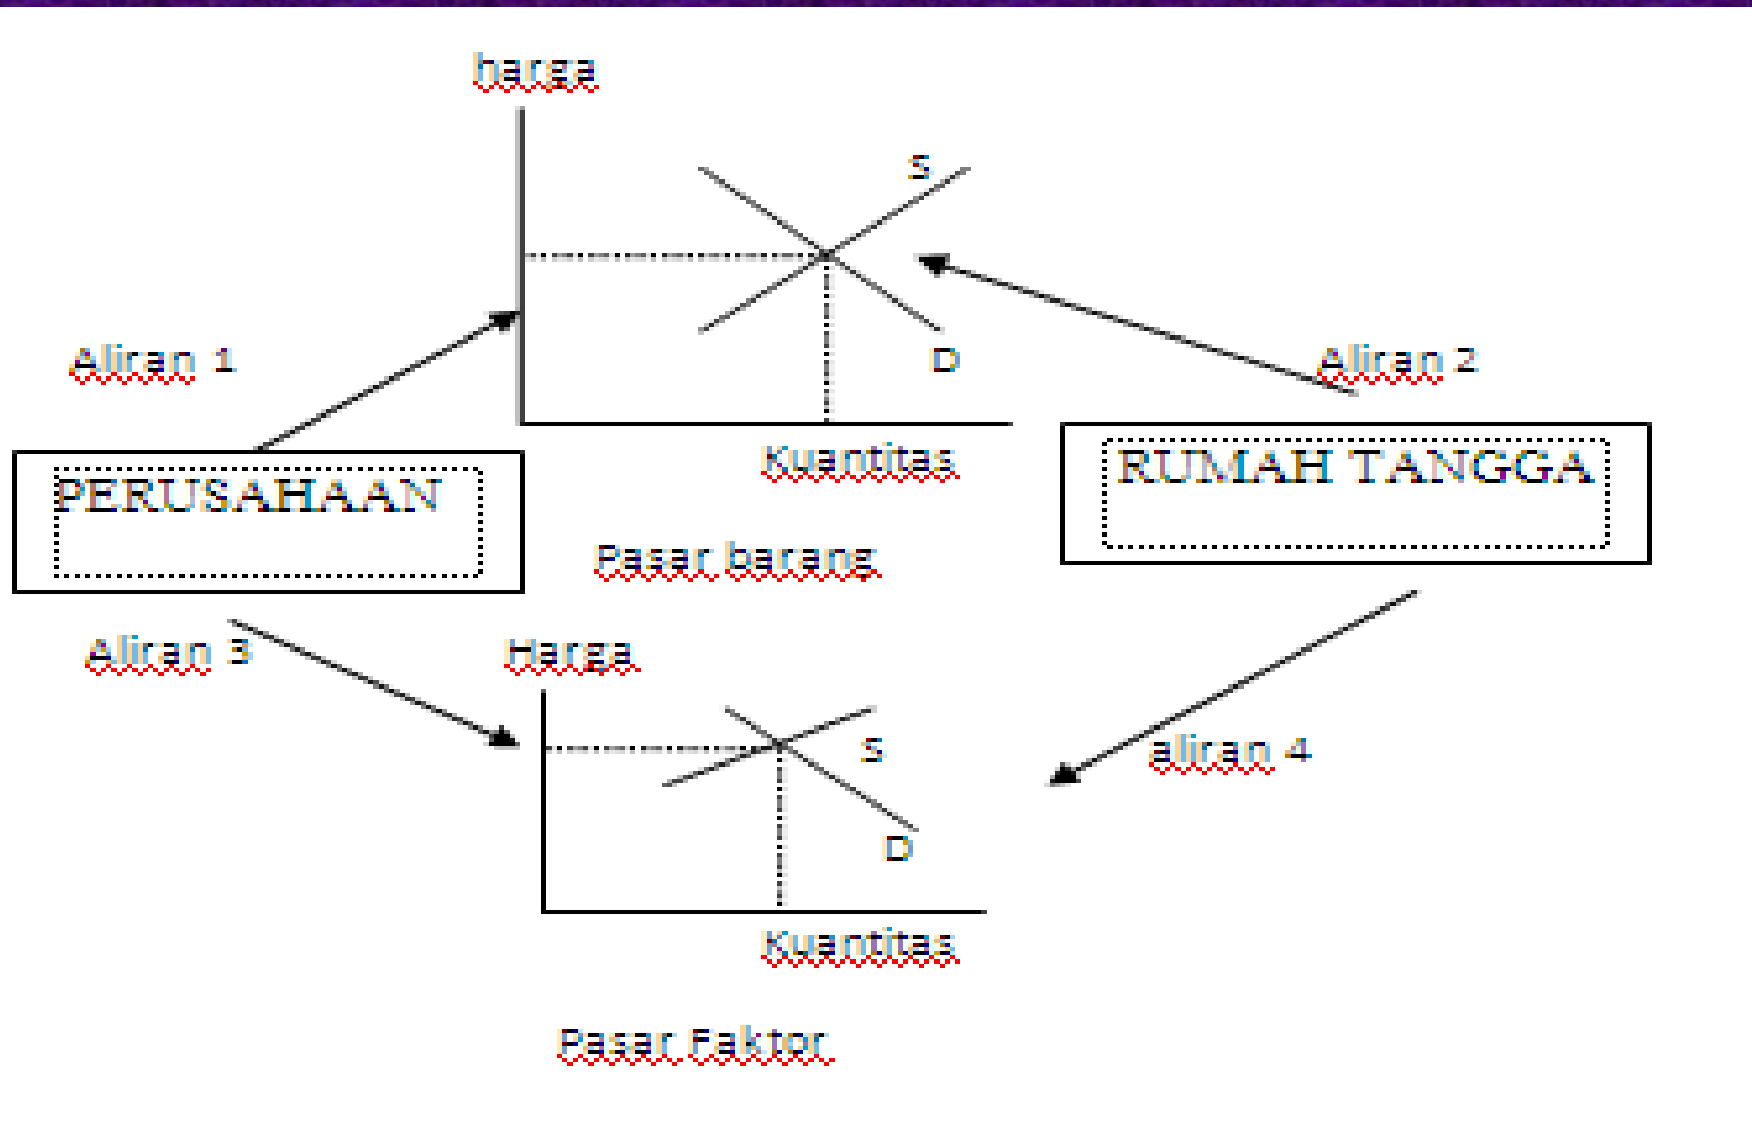 harga
S
Aliran 1
Aliran 2
D
Kuantitas
RUMAH TANGGA
PERUSAHAAN
Pasar barang
Aliran 3
Harga
S
aliran 4
D
Kuantitas
Pasar Faktor